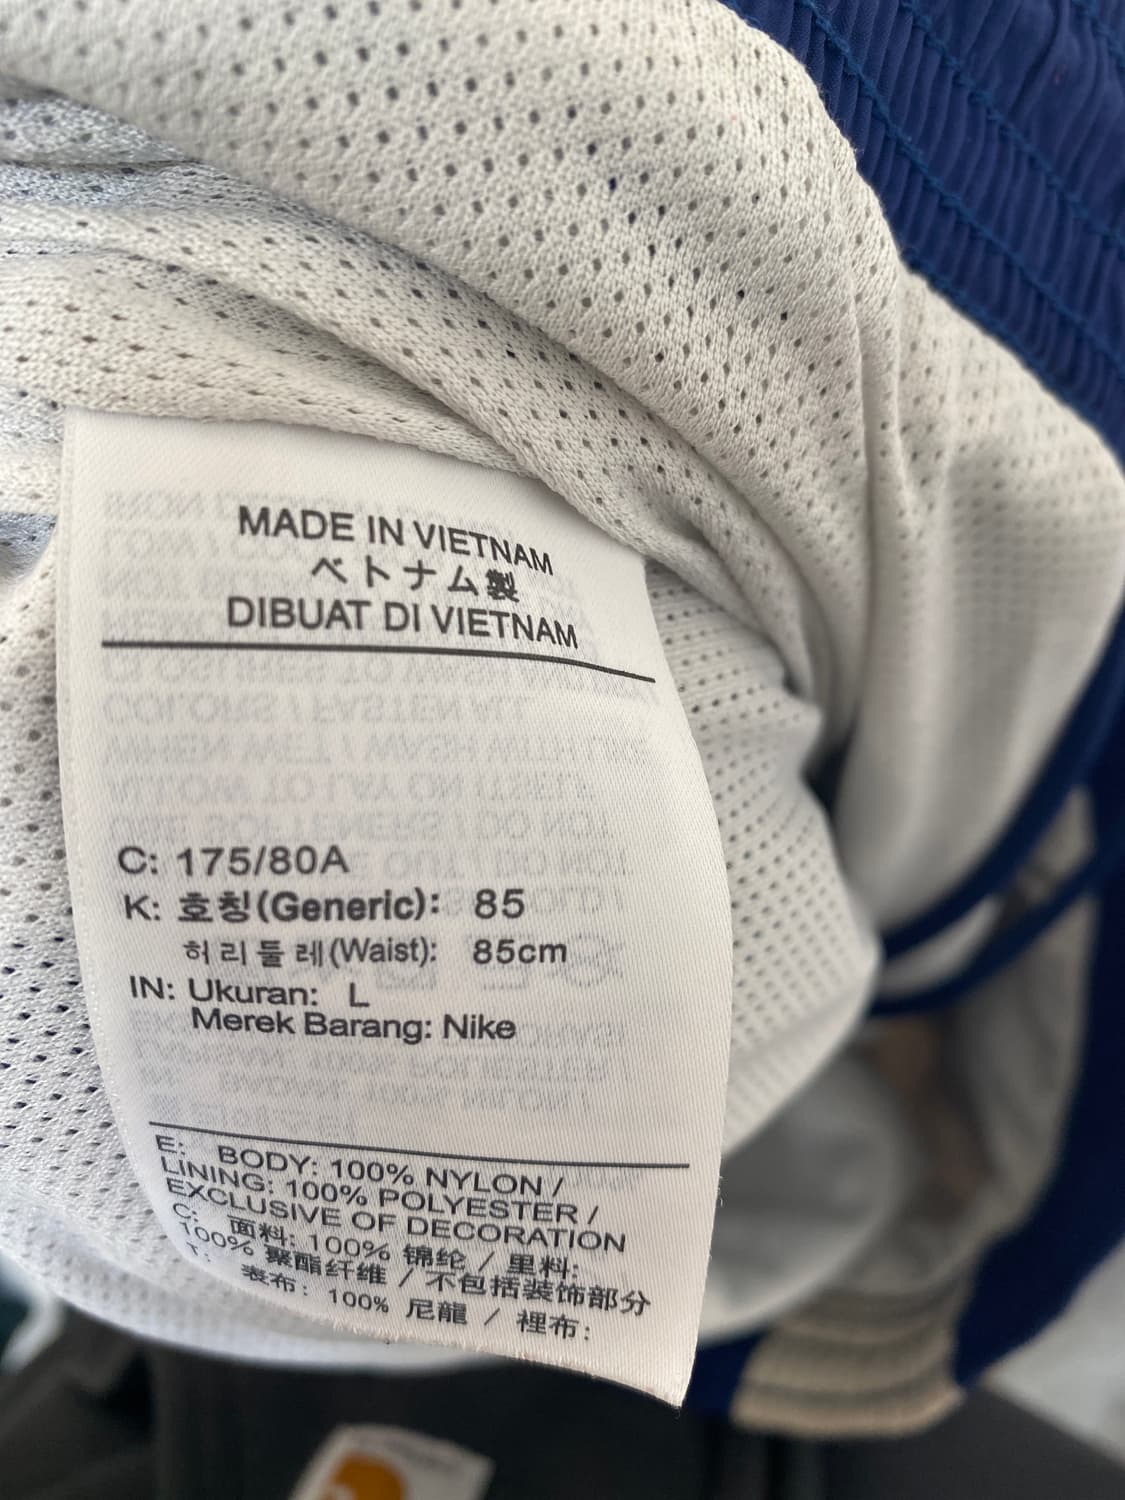 MADE IN VIETNAM
ベトナム製
DIBUAT DI VIETNAM
C: 175/80A
K: 호칭(Generic): 85
허리둘레(Waist): 85cm
IN: Ukuran: L
Merek Barang: Nike
E: BODY: 100% NYLON /
LINING: 100% POLYESTER /
EXCLUSIVE OF DECORATION
C: 面料: 100% 锦纶 / 里料:
100% 聚酯纤维 / 不包括装饰部分
T: 表布: 100% 尼龍 / 裡布: